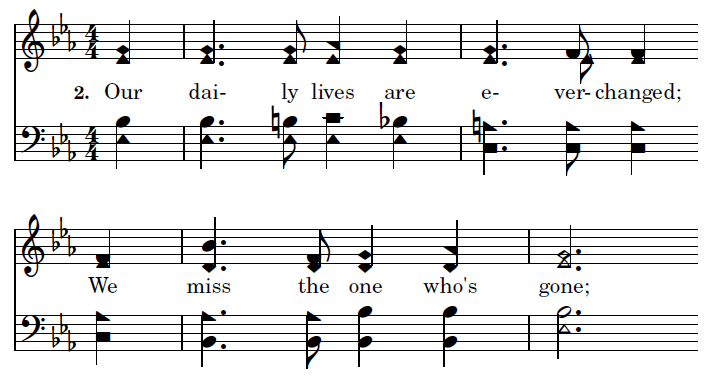 2. Our dai- ly lives are e- ver- changed;
We miss the one who's gone;